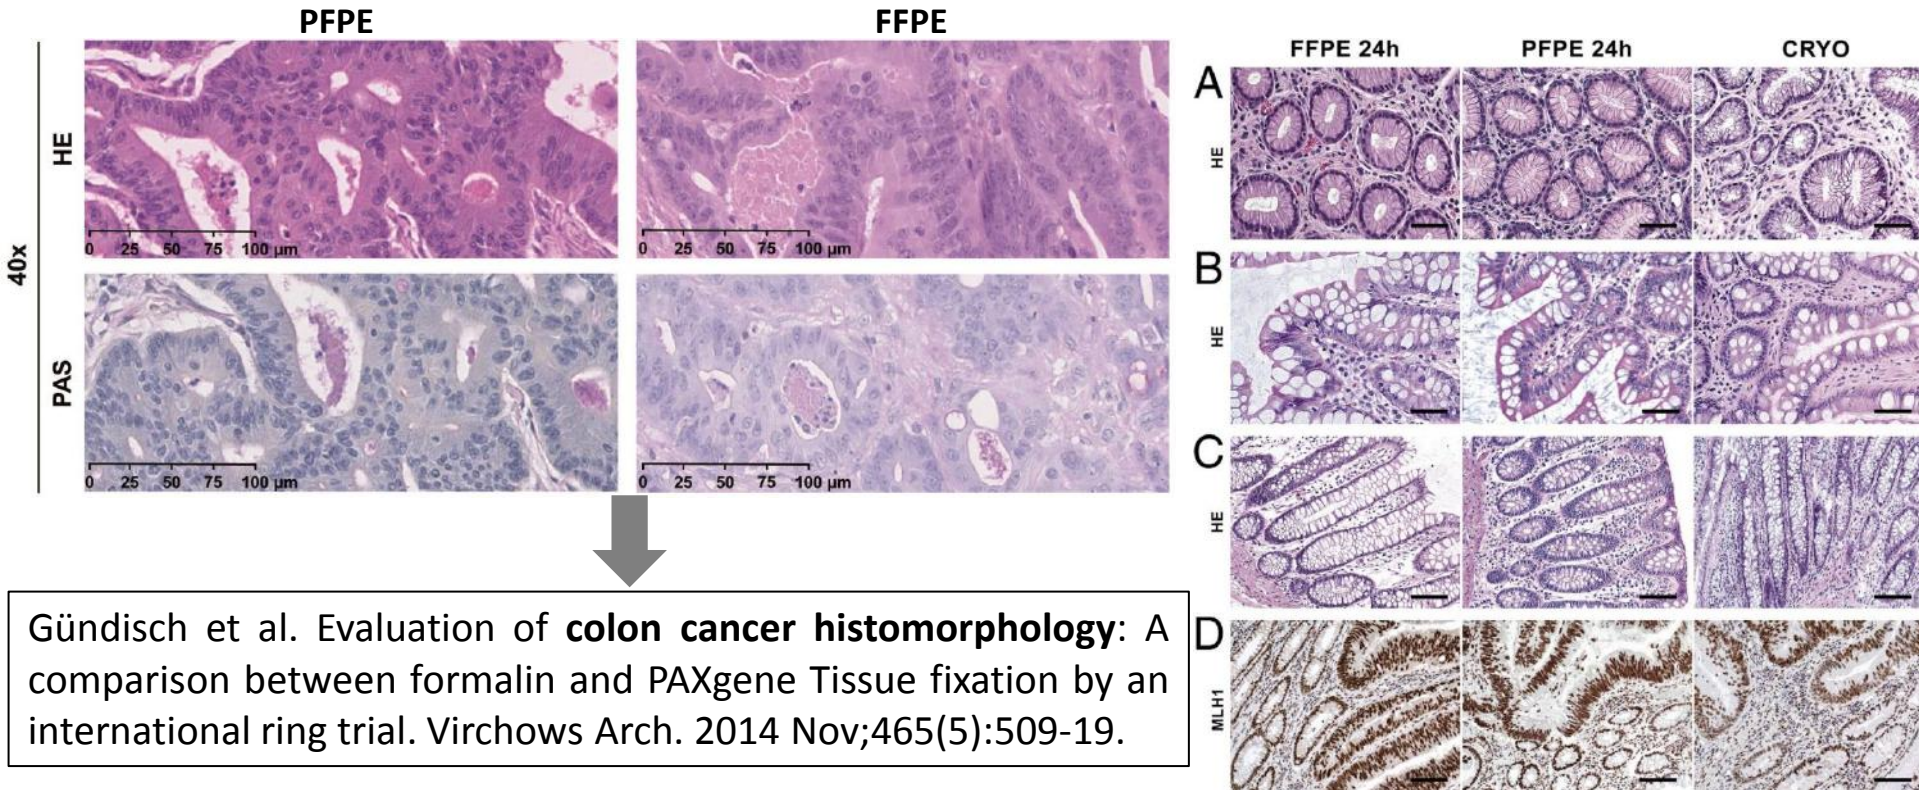 PFPE
FFPE
40x
HE
0 25 50 75 100 µm
0 25 50 75 100 µm
PAS
0 25 50 75 100 µm
0 25 50 75 100 µm
Gündisch et al. Evaluation of colon cancer histomorphology: A
comparison between formalin and PAXgene Tissue fixation by an
international ring trial. Virchows Arch. 2014 Nov;465(5):509-19.
FFPE 24h
PFPE 24h
CRYO
A
HE
B
HE
C
HE
D
MLH1